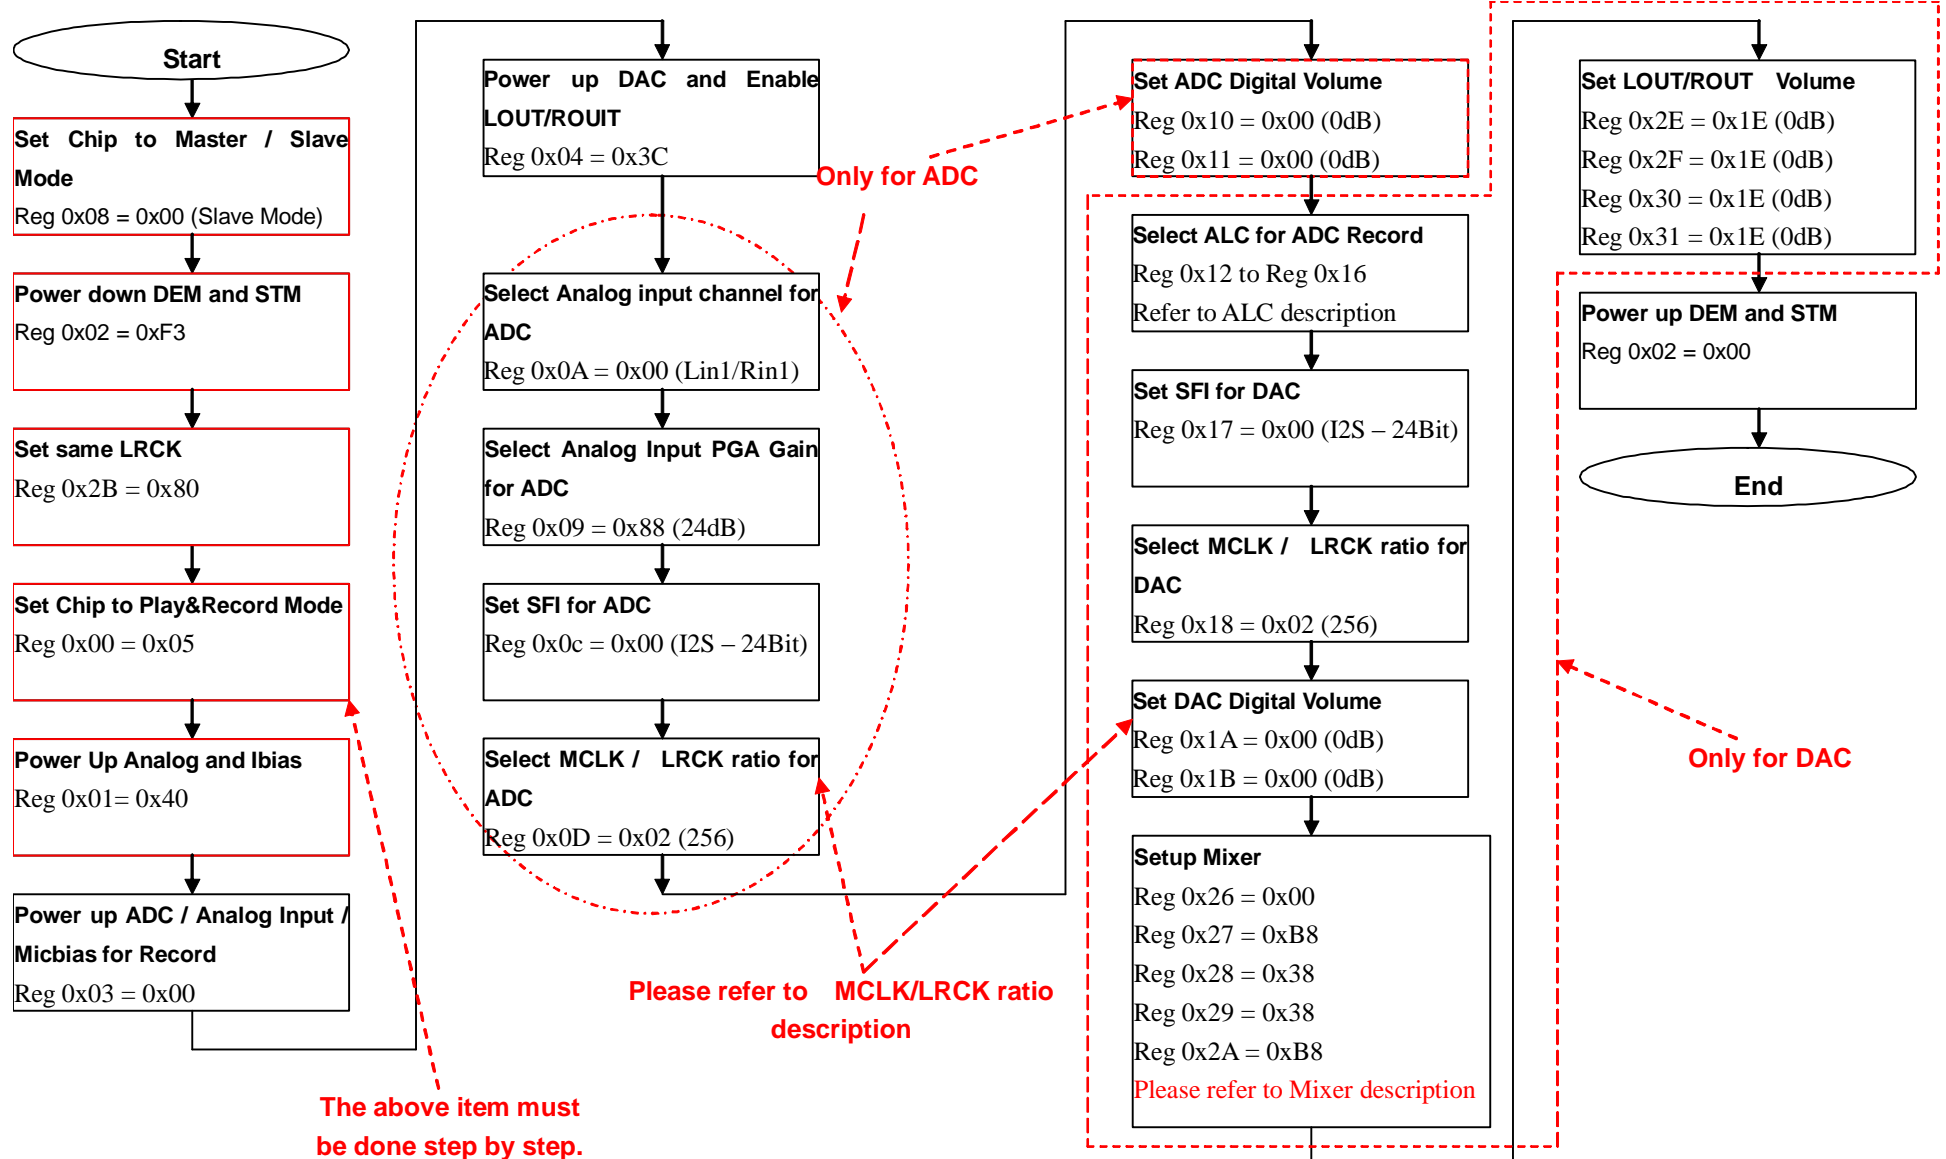 Start
Set Chip to Master / Slave
Mode
Reg 0x08 = 0x00 (Slave Mode)
Power down DEM and STM
Reg 0x02 = 0xF3
Set same LRCK
Reg 0x2B = 0x80
Set Chip to Play&Record Mode
Reg 0x00 = 0x05
Power Up Analog and Ibias
Reg 0x01= 0x40
Power up ADC / Analog Input /
Micbias for Record
Reg 0x03 = 0x00
The above item must
be done step by step.
Power up DAC and Enable
LOUT/ROUIT
Reg 0x04 = 0x3C
Only for ADC
Select Analog input channel for
ADC
Reg 0x0A = 0x00 (Lin1/Rin1)
Select Analog Input PGA Gain
for ADC
Reg 0x09 = 0x88 (24dB)
Set SFI for ADC
Reg 0x0c = 0x00 (I2S – 24Bit)
Select MCLK / LRCK ratio for
ADC
Reg 0x0D = 0x02 (256)
Please refer to MCLK/LRCK ratio
description
Set ADC Digital Volume
Reg 0x10 = 0x00 (0dB)
Reg 0x11 = 0x00 (0dB)
Select ALC for ADC Record
Reg 0x12 to Reg 0x16
Refer to ALC description
Set SFI for DAC
Reg 0x17 = 0x00 (I2S – 24Bit)
Select MCLK / LRCK ratio for
DAC
Reg 0x18 = 0x02 (256)
Set DAC Digital Volume
Reg 0x1A = 0x00 (0dB)
Reg 0x1B = 0x00 (0dB)
Setup Mixer
Reg 0x26 = 0x00
Reg 0x27 = 0xB8
Reg 0x28 = 0x38
Reg 0x29 = 0x38
Reg 0x2A = 0xB8
Please refer to Mixer description
Set LOUT/ROUT Volume
Reg 0x2E = 0x1E (0dB)
Reg 0x2F = 0x1E (0dB)
Reg 0x30 = 0x1E (0dB)
Reg 0x31 = 0x1E (0dB)
Power up DEM and STM
Reg 0x02 = 0x00
End
Only for DAC